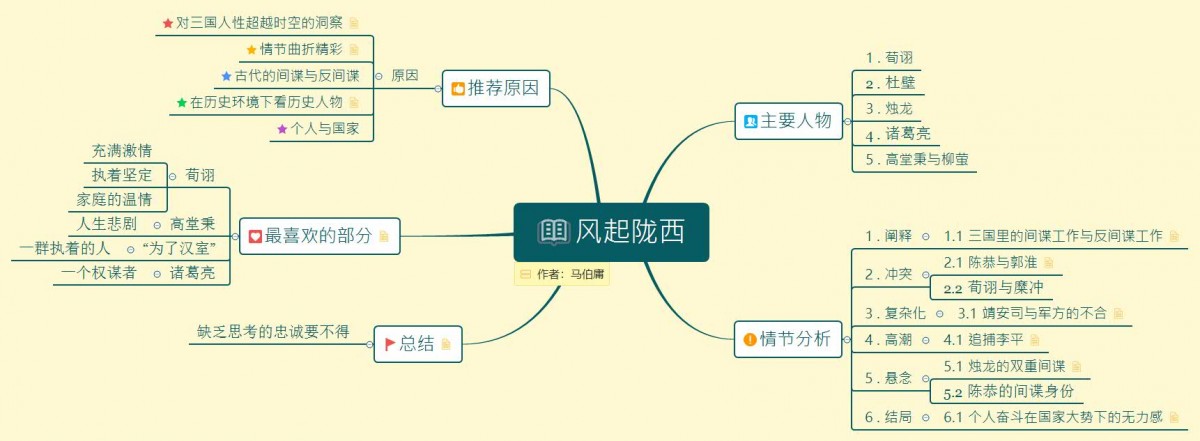 风起陇西
作者：马伯庸
推荐原因
原因
对三国人性超越时空的洞察
情节曲折精彩
古代的间谍与反间谍
在历史环境下看历史人物
个人与国家
最喜欢的部分
荀诩
充满激情
执着坚定
家庭的温情
高堂秉
人生悲剧
“为了汉室”
一群执着的人
诸葛亮
一个权谋者
总结
缺乏思考的忠诚要不得
主要人物
1 . 荀诩
2 . 杜壁
3 . 烛龙
4 . 诸葛亮
5 . 高堂秉与柳萤
情节分析
1 . 阐释
1.1 三国里的间谍工作与反间谍工作
2 . 冲突
2.1 陈恭与郭淮
2.2 荀诩与糜冲
3 . 复杂化
3.1 靖安司与军方的不合
4 . 高潮
4.1 追捕李平
5 . 悬念
5.1 烛龙的双重间谍
5.2 陈恭的间谍身份
6 . 结局
6.1 个人奋斗在国家大势下的无力感